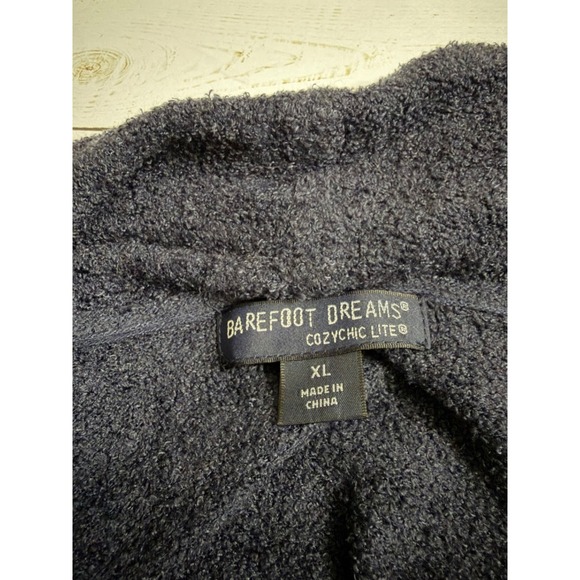 BAREFOOT DREAMS®
COZYCHIC LITE®
XL
MADE IN
CHINA